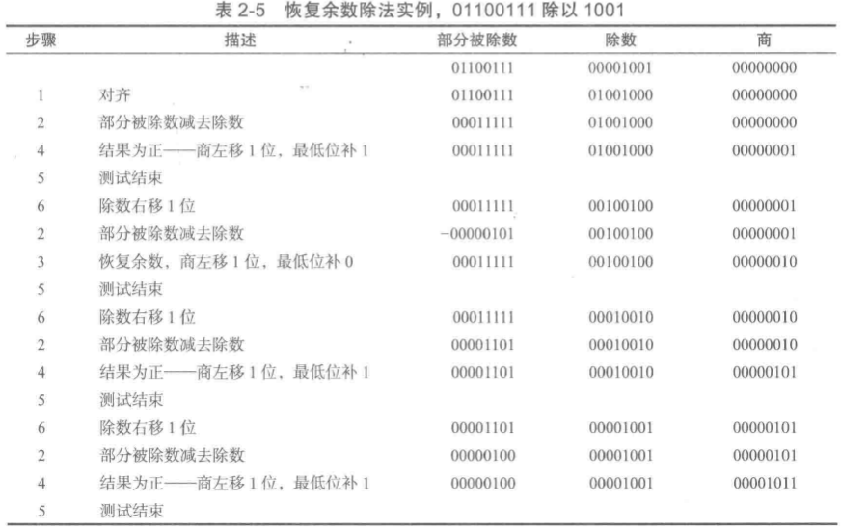 表 2-5 恢复余数除法实例，01100111 除以 1001
步骤 描述 部分被除数 除数 商
01100111 00001001 00000000
1 对齐 01100111 01001000 00000000
2 部分被除数减去除数 00011111 01001000 00000000
4 结果为正——商左移 1 位，最低位补 1 00011111 01001000 00000001
5 测试结束
6 除数右移 1 位 00011111 00100100 00000001
2 部分被除数减去除数 -00000101 00100100 00000001
3 恢复余数，商左移 1 位，最低位补 0 00011111 00100100 00000010
5 测试结束
6 除数右移 1 位 00011111 00010010 00000010
2 部分被除数减去除数 00001101 00010010 00000010
4 结果为正——商左移 1 位，最低位补 1 00001101 00010010 00000101
5 测试结束
6 除数右移 1 位 00001101 00001001 00000101
2 部分被除数减去除数 00000100 00001001 00000101
4 结果为正——商左移 1 位，最低位补 1 00000100 00001001 00001011
5 测试结束